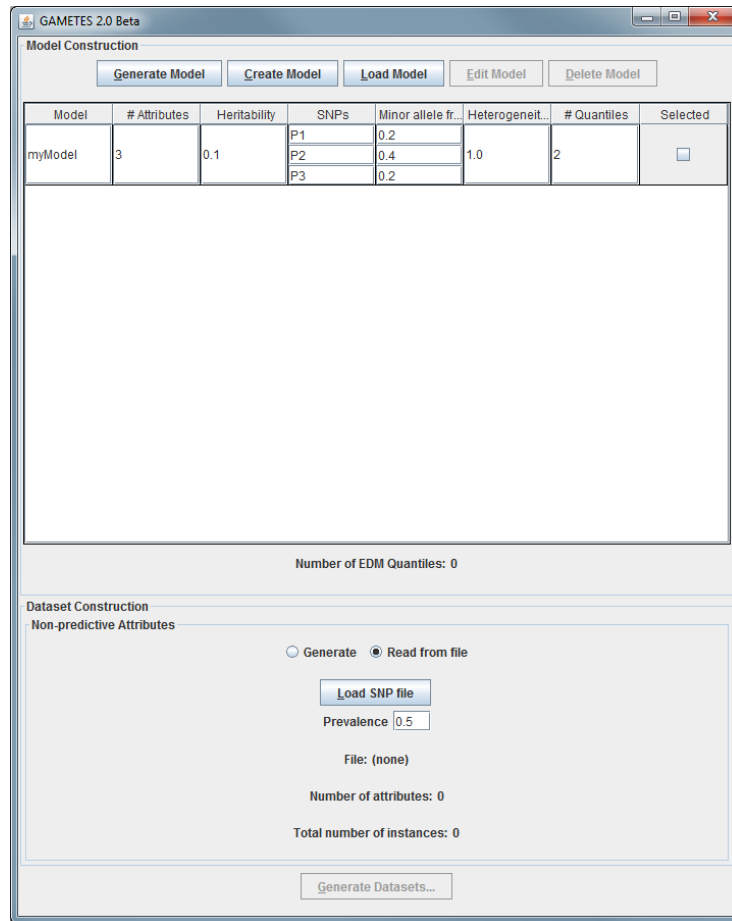 GAMETES 2.0 Beta
Model Construction
Generate Model Create Model Load Model Edit Model Delete Model
Model # Attributes Heritability SNPs Minor allele fr... Heterogeneit... # Quantiles Selected
P1 0.2
myModel 3 0.1 P2 0.4 1.0 2
P3 0.2
Number of EDM Quantiles: 0
Dataset Construction
Non-predictive Attributes
Generate Read from file
Load SNP file
Prevalence 0.5
File: (none)
Number of attributes: 0
Total number of instances: 0
Generate Datasets...